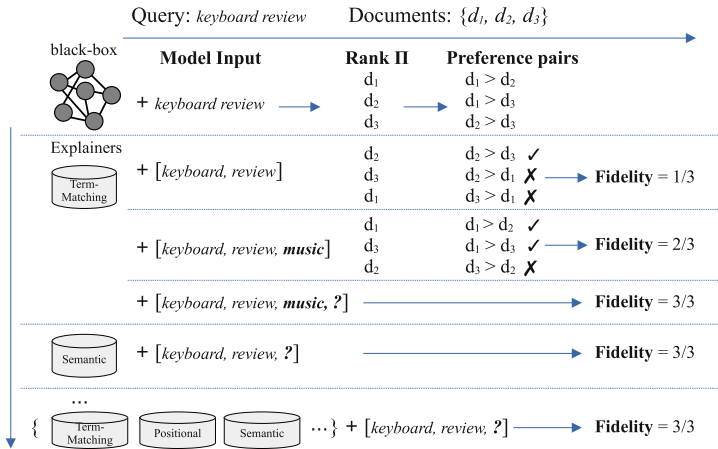 Query: keyboard review Documents: {d1, d2, d3}
black-box
Model Input Rank Π Preference pairs
d1 d1 > d2
+ keyboard review d2 d1 > d3
d3 d2 > d3
Explainers
Term-Matching
+ [keyboard, review]
d2 d2 > d3 ✓
d3 d2 > d1 ✗ Fidelity = 1/3
d1 d3 > d1 ✗
d1 d1 > d2 ✓
+ [keyboard, review, music] d3 d1 > d3 ✓ Fidelity = 2/3
d2 d3 > d2 ✗
+ [keyboard, review, music, ?] Fidelity = 3/3
Semantic + [keyboard, review, ?] Fidelity = 3/3
...
{ Term-Matching Positional Semantic ...} + [keyboard, review, ?] Fidelity = 3/3